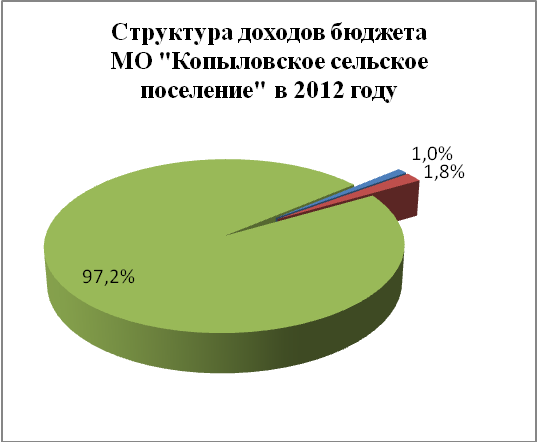 Структура доходов бюджета
МО "Копыловское сельское
поселение" в 2012 году
1,0%
1,8%
97,2%